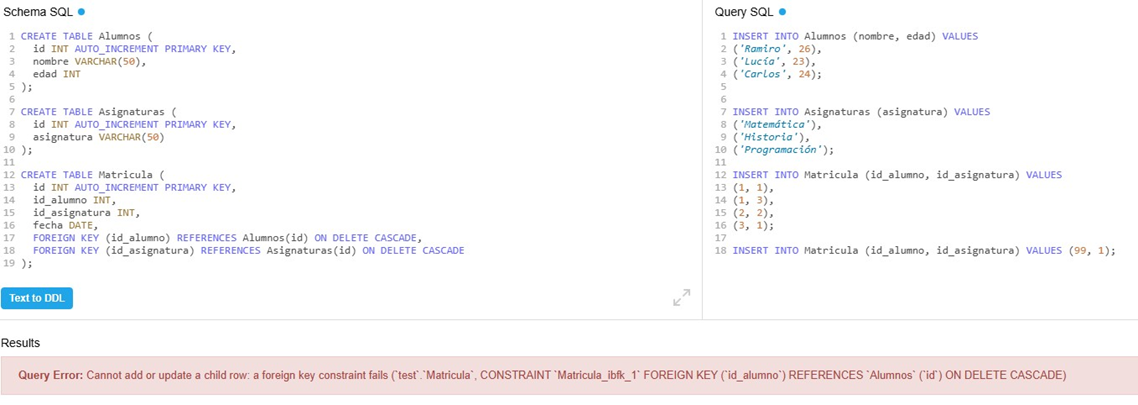 Schema SQL
1 CREATE TABLE Alumnos (
2 id INT AUTO_INCREMENT PRIMARY KEY,
3 nombre VARCHAR(50),
4 edad INT
5 );
6
7 CREATE TABLE Asignaturas (
8 id INT AUTO_INCREMENT PRIMARY KEY,
9 asignatura VARCHAR(50)
10 );
11
12 CREATE TABLE Matricula (
13 id INT AUTO_INCREMENT PRIMARY KEY,
14 id_alumno INT,
15 id_asignatura INT,
16 fecha DATE,
17 FOREIGN KEY (id_alumno) REFERENCES Alumnos(id) ON DELETE CASCADE,
18 FOREIGN KEY (id_asignatura) REFERENCES Asignaturas(id) ON DELETE CASCADE
19 );
Text to DDL
Query SQL
1 INSERT INTO Alumnos (nombre, edad) VALUES
2 ('Ramiro', 26),
3 ('Lucía', 23),
4 ('Carlos', 24);
5
6
7 INSERT INTO Asignaturas (asignatura) VALUES
8 ('Matemática'),
9 ('Historia'),
10 ('Programación');
11
12 INSERT INTO Matricula (id_alumno, id_asignatura) VALUES
13 (1, 1),
14 (1, 3),
15 (2, 2),
16 (3, 1);
17
18 INSERT INTO Matricula (id_alumno, id_asignatura) VALUES (99, 1);
Results
Query Error: Cannot add or update a child row: a foreign key constraint fails (`test`.`Matricula`, CONSTRAINT `Matricula_ibfk_1` FOREIGN KEY (`id_alumno`) REFERENCES `Alumnos` (`id`) ON DELETE CASCADE)